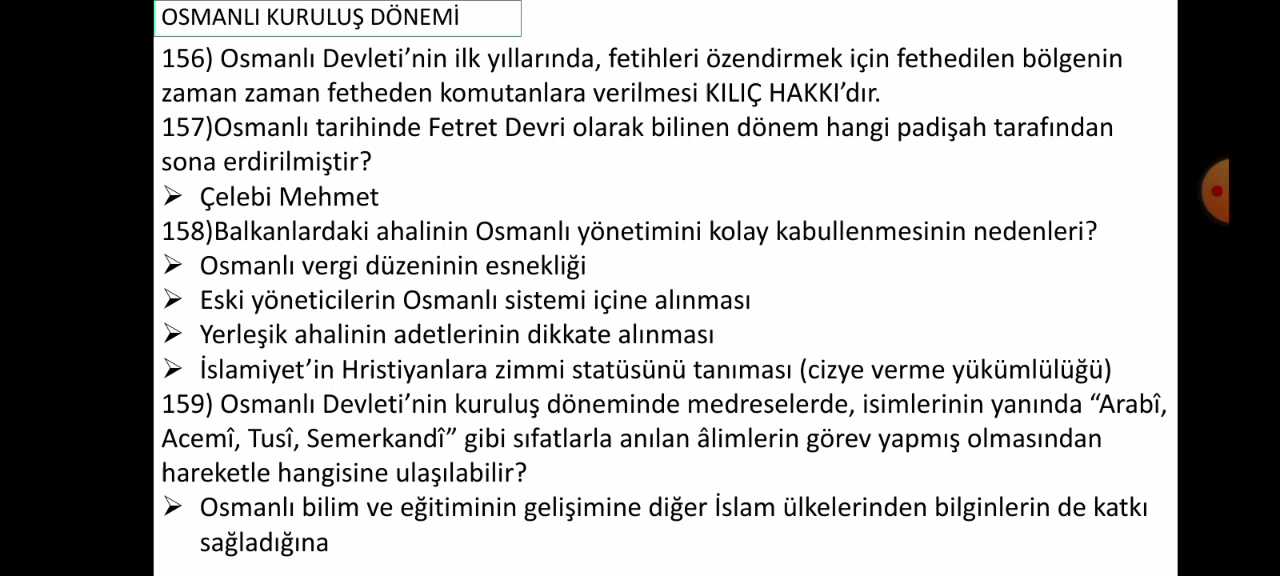 OSMANLI KURULUŞ DÖNEMİ
156) Osmanlı Devleti’nin ilk yıllarında, fetihleri özendirmek için fethedilen bölgenin
zaman zaman fetheden komutanlara verilmesi KILIÇ HAKKI’dır.
157)Osmanlı tarihinde Fetret Devri olarak bilinen dönem hangi padişah tarafından
sona erdirilmiştir?
➢ Çelebi Mehmet
158)Balkanlardaki ahalinin Osmanlı yönetimini kolay kabullenmesinin nedenleri?
➢ Osmanlı vergi düzeninin esnekliği
➢ Eski yöneticilerin Osmanlı sistemi içine alınması
➢ Yerleşik ahalinin adetlerinin dikkate alınması
➢ İslamiyet’in Hristiyanlara zimmi statüsünü tanıması (cizye verme yükümlülüğü)
159) Osmanlı Devleti’nin kuruluş döneminde medreselerde, isimlerinin yanında “Arabî,
Acemî, Tusî, Semerkandî” gibi sıfatlarla anılan âlimlerin görev yapmış olmasından
hareketle hangisine ulaşılabilir?
➢ Osmanlı bilim ve eğitiminin gelişimine diğer İslam ülkelerinden bilginlerin de katkı
sağladığına